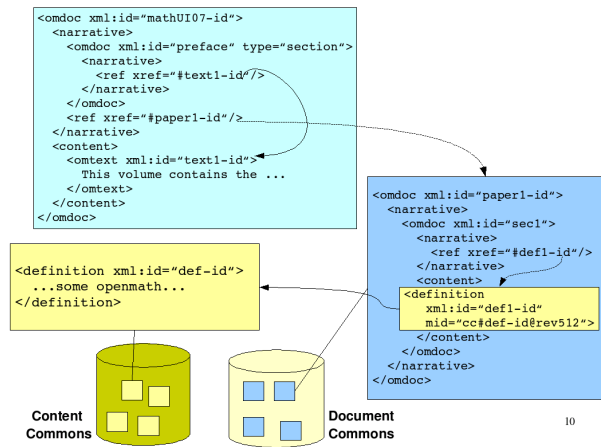 <omdoc xml:id="mathUI07-id">
<narrative>
<omdoc xml:id="preface" type="section">
<narrative>
<ref xref="#text1-id"/>
</narrative>
</omdoc>
<ref xref="#paper1-id"/>
</narrative>
<content>
<omtext xml:id="text1-id">
This volume contains the ...
</omtext>
</content>
</omdoc>
<omdoc xml:id="paper1-id">
<narrative>
<omdoc xml:id="sec1">
<narrative>
<ref xref="#def1-id"/>
</narrative>
<content>
<definition
xml:id="def1-id"
mid="cc#def-id@rev512">
</content>
</omdoc>
</narrative>
</omdoc>
<definition xml:id="def-id">
...some openmath...
</definition>
Content
Commons
Document
Commons
10